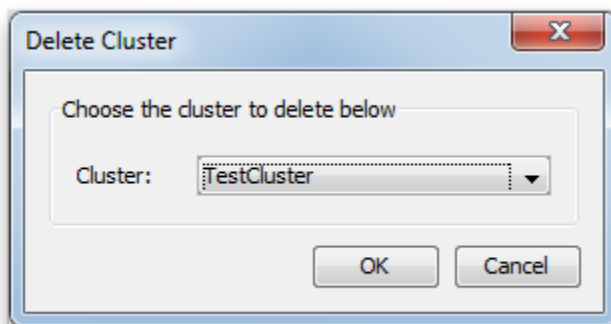 Delete Cluster
Choose the cluster to delete below
Cluster: TestCluster
OK Cancel